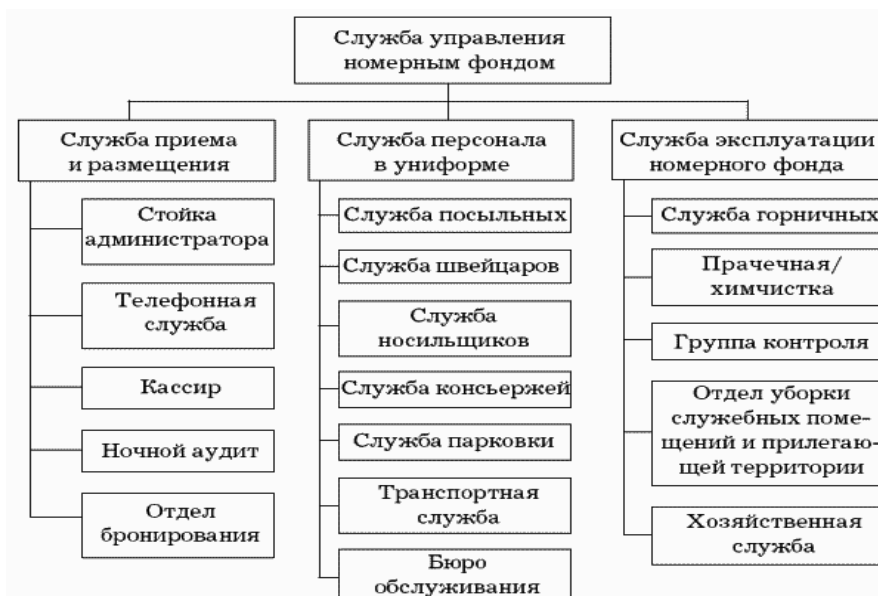 Служба управления
номерным фондом
Служба приема
и размещения
Стойка
администратора
Телефонная
служба
Кассир
Ночной аудит
Отдел
бронирования
Служба персонала
в униформе
Служба посыльных
Служба швейцаров
Служба
носильщиков
Служба консьержей
Служба парковки
Транспортная
служба
Бюро
обслуживания
Служба эксплуатации
номерного фонда
Служба горничных
Прачечная/
химчистка
Группа контроля
Отдел уборки
служебных поме-
щений и прилегаю-
щей территории
Хозяйственная
служба